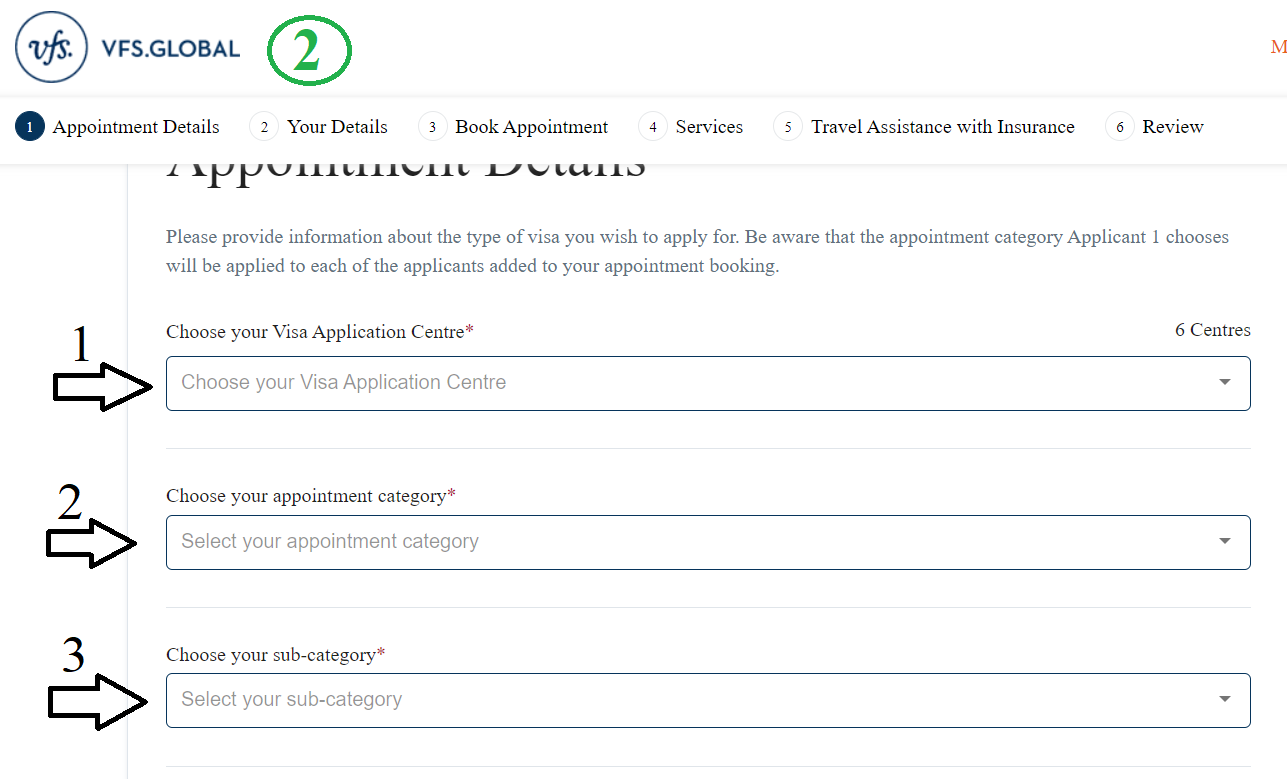 vfs. VFS.GLOBAL 2
M
1 Appointment Details 2 Your Details 3 Book Appointment 4 Services 5 Travel Assistance with Insurance 6 Review
Appointment Details
Please provide information about the type of visa you wish to apply for. Be aware that the appointment category Applicant 1 chooses
will be applied to each of the applicants added to your appointment booking.
Choose your Visa Application Centre* 6 Centres
1
Choose your Visa Application Centre
Choose your appointment category*
2
Select your appointment category
Choose your sub-category*
3
Select your sub-category